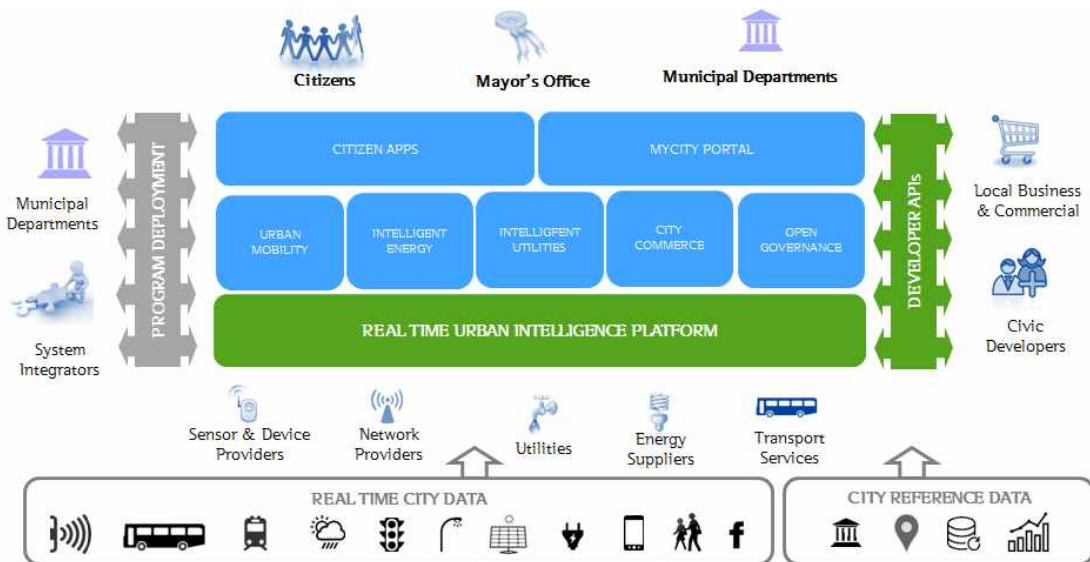 Citizens
Mayor's Office
Municipal Departments
Municipal
Departments
System
Integrators
PROGRAM DEPLOYMENT
CITIZEN APPS
MYCITY PORTAL
URBAN
MOBILITY
INTELLIGENT
ENERGY
INTELLIGFENT
UTILITIES
CITY
COMMERCE
OPEN
GOVERNANCE
REAL TIME URBAN INTELLIGENCE PLATFORM
DEVELOPER APIs
Local Business
& Commercial
Civic
Developers
Sensor & Device
Providers
Network
Providers
Utilities
Energy
Suppliers
Transport
Services
REAL TIME CITY DATA
CITY REFERENCE DATA
f